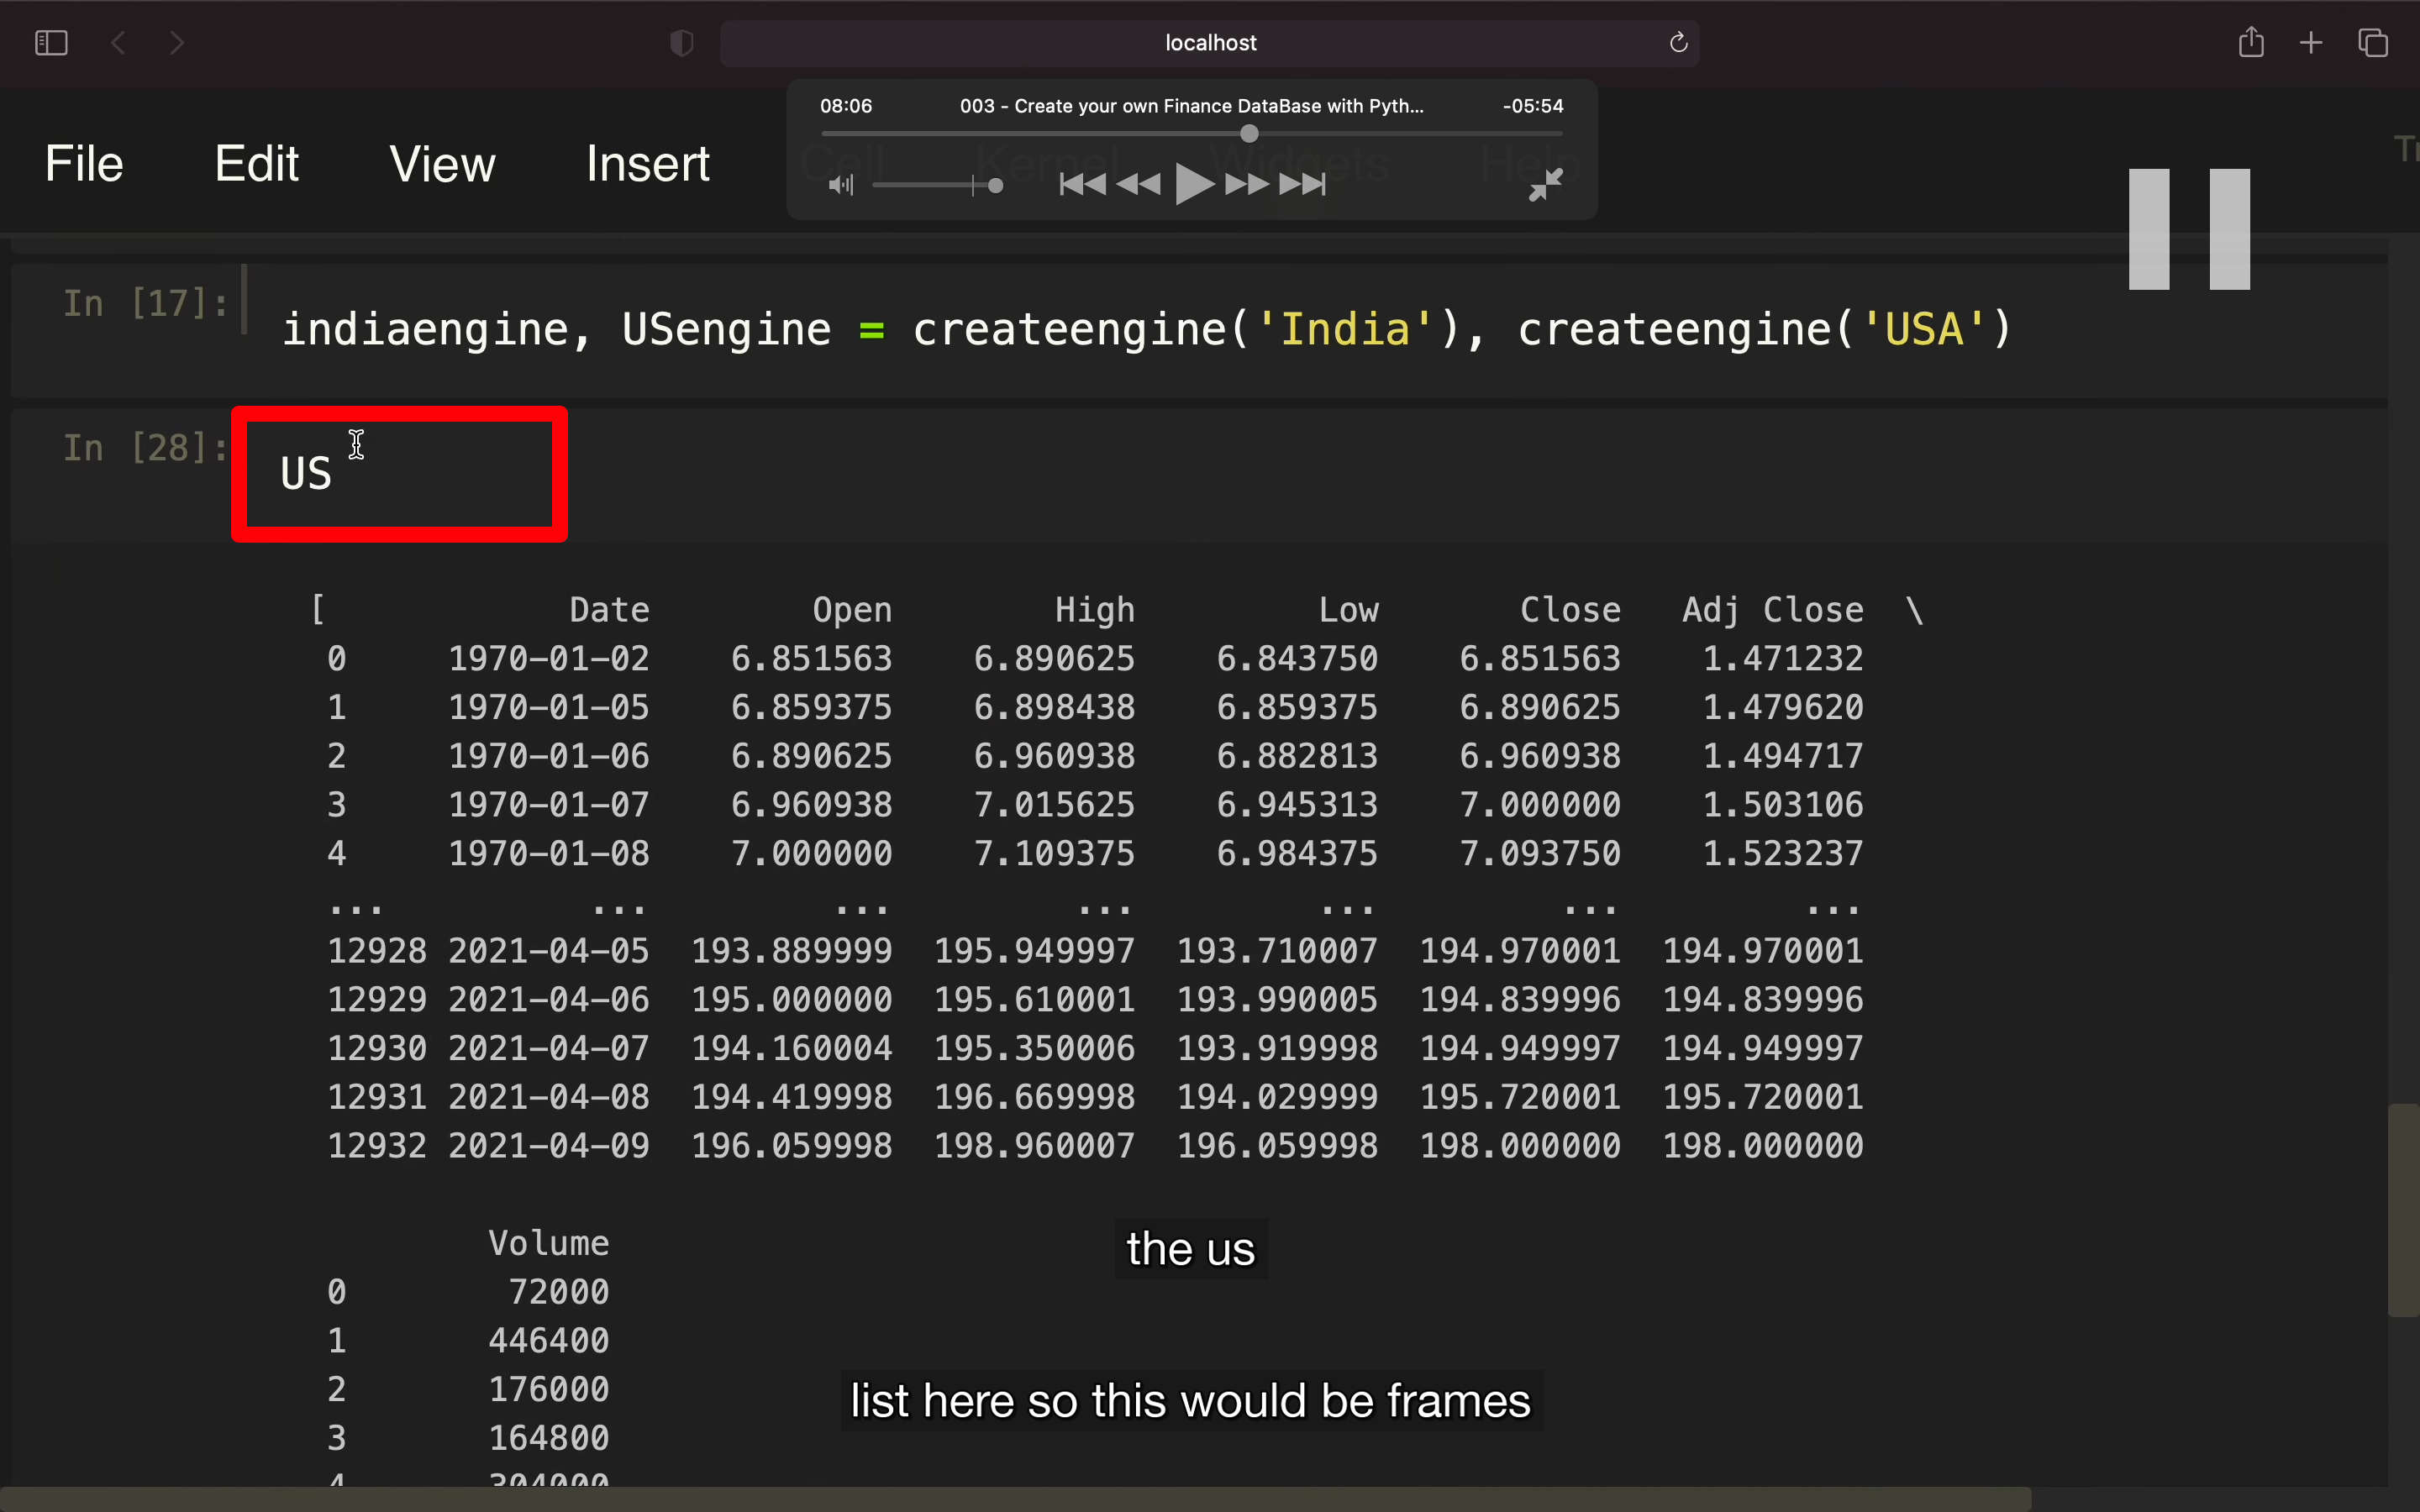 localhost
08:06 003 - Create your own Finance DataBase with Pyth... -05:54
File Edit View Insert Cell Kernel Widgets Help
In [17]: indiaengine, USengine = createengine('India'), createengine('USA')
In [28]: US
[ Date Open High Low Close Adj Close \
0 1970-01-02 6.851563 6.890625 6.843750 6.851563 1.471232
1 1970-01-05 6.859375 6.898438 6.859375 6.890625 1.479620
2 1970-01-06 6.890625 6.960938 6.882813 6.960938 1.494717
3 1970-01-07 6.960938 7.015625 6.945313 7.000000 1.503106
4 1970-01-08 7.000000 7.109375 6.984375 7.093750 1.523237
... ... ... ... ... ... ...
12928 2021-04-05 193.889999 195.949997 193.710007 194.970001 194.970001
12929 2021-04-06 195.000000 195.610001 193.990005 194.839996 194.839996
12930 2021-04-07 194.160004 195.350006 193.919998 194.949997 194.949997
12931 2021-04-08 194.419998 196.669998 194.029999 195.720001 195.720001
12932 2021-04-09 196.059998 198.960007 196.059998 198.000000 198.000000
Volume
0 72000
1 446400
2 176000
3 164800
4 304000
the us
list here so this would be frames